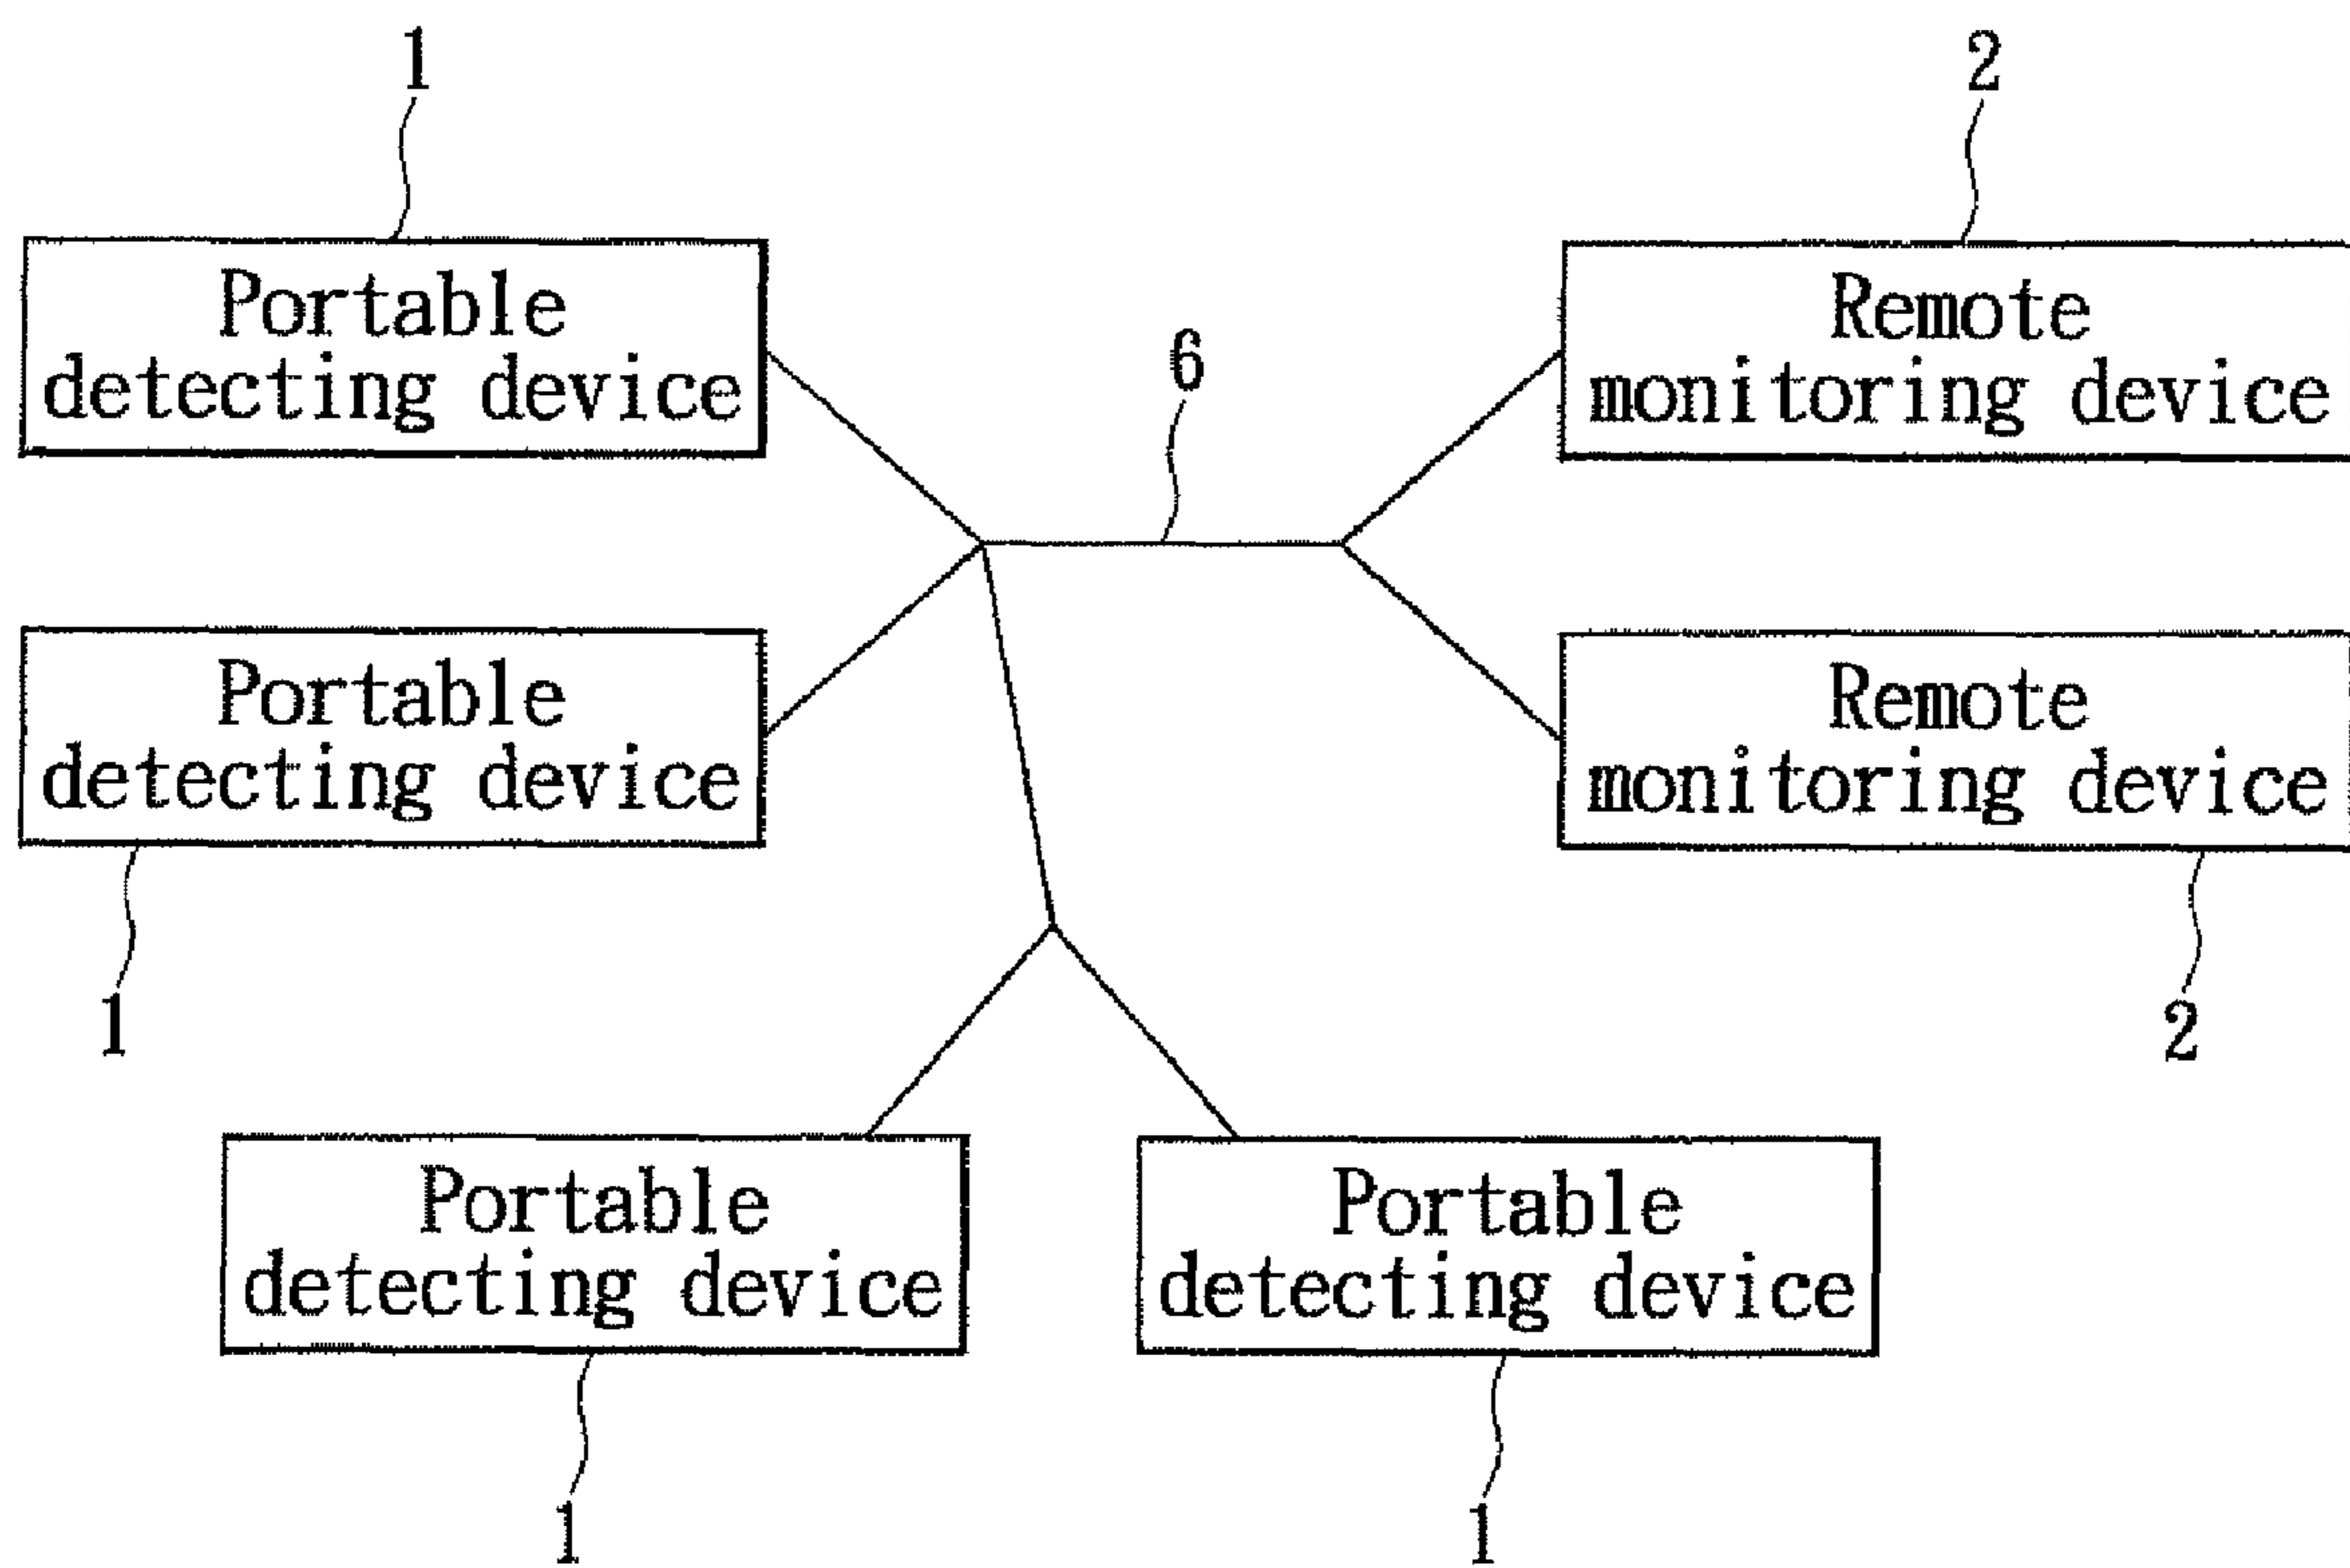 1
2
Portable
detecting device
Remote
monitoring device
6
Portable
detecting device
Remote
monitoring device
1
2
Portable
detecting device
Portable
detecting device
1
1